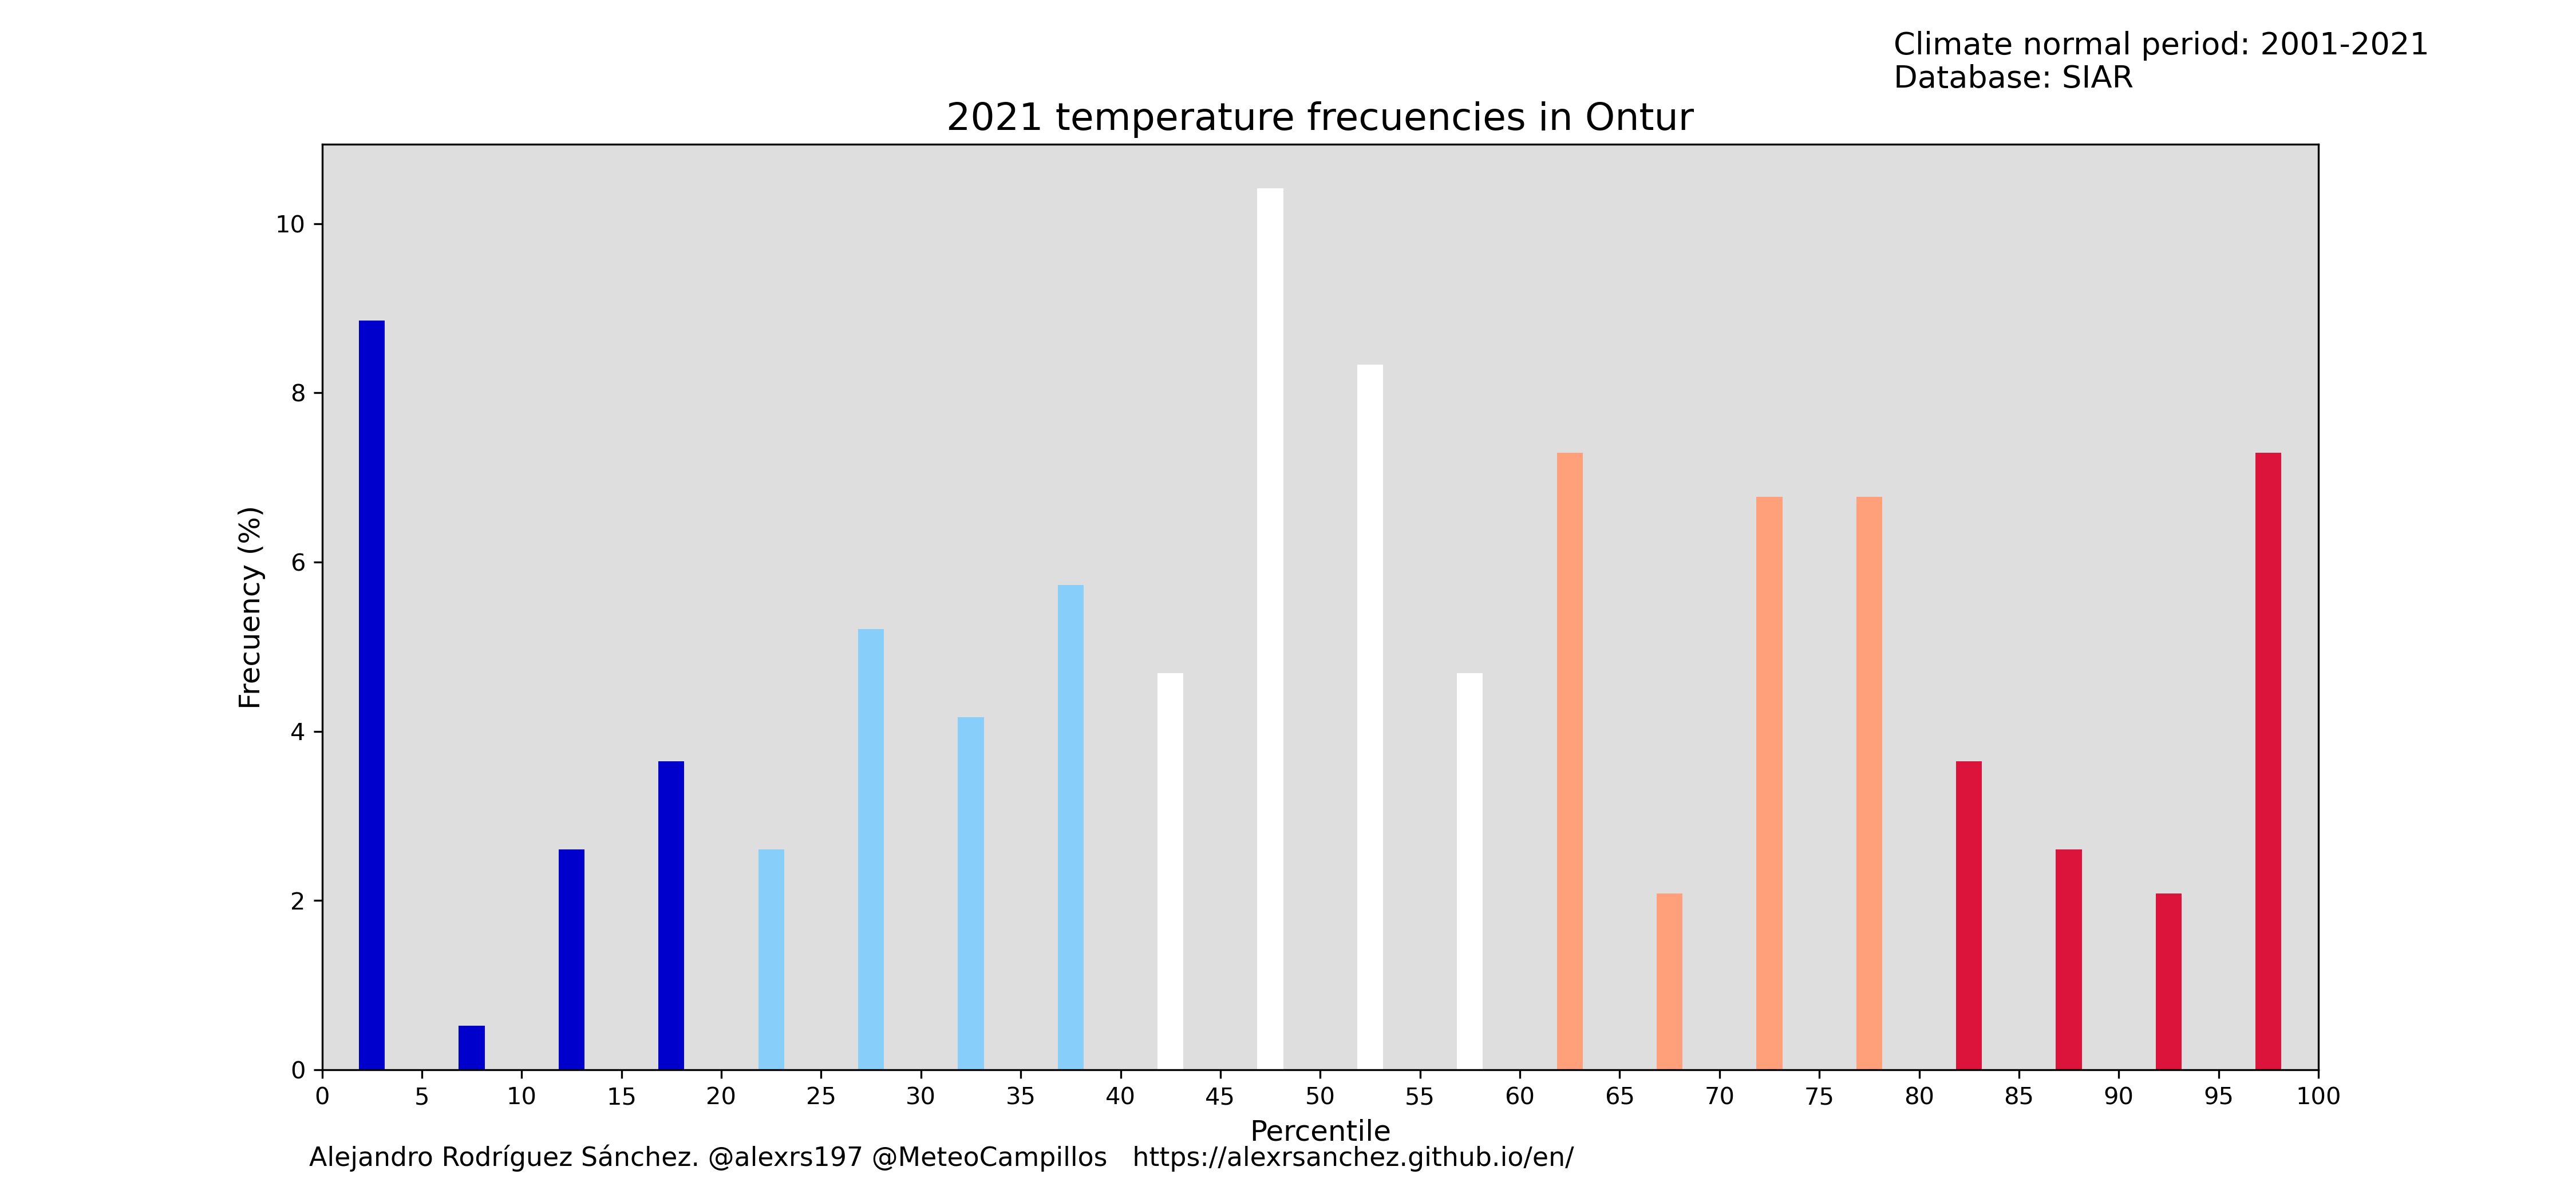 Climate normal period: 2001-2021
Database: SIAR
2021 temperature frecuencies in Ontur
Frecuency (%)
10
8
6
4
2
0
0 5 10 15 20 25 30 35 40 45 50 55 60 65 70 75 80 85 90 95 100
Percentile
Alejandro Rodríguez Sánchez. @alexrs197 @MeteoCampillos https://alexrsanchez.github.io/en/